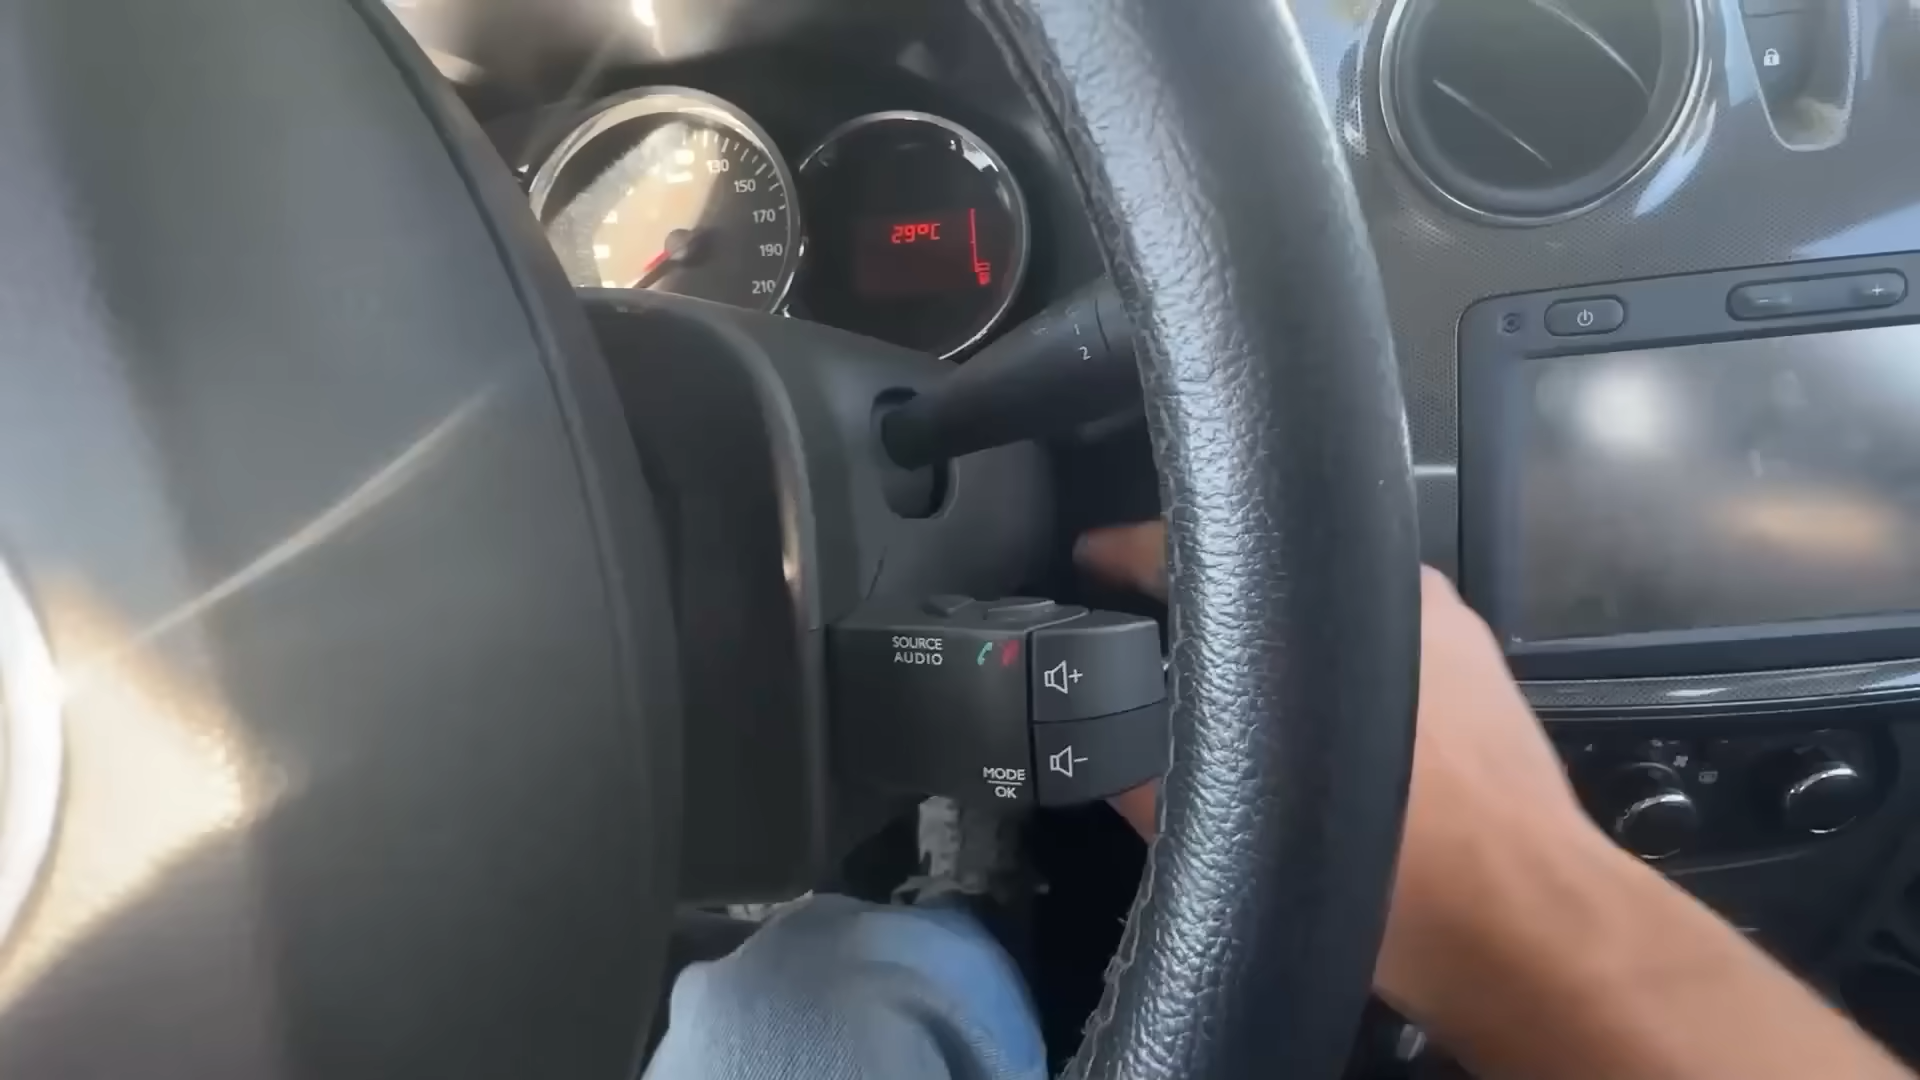 130
150
170
190
210
29°C
1
2
- +
SOURCE
AUDIO
+
-
MODE
OK